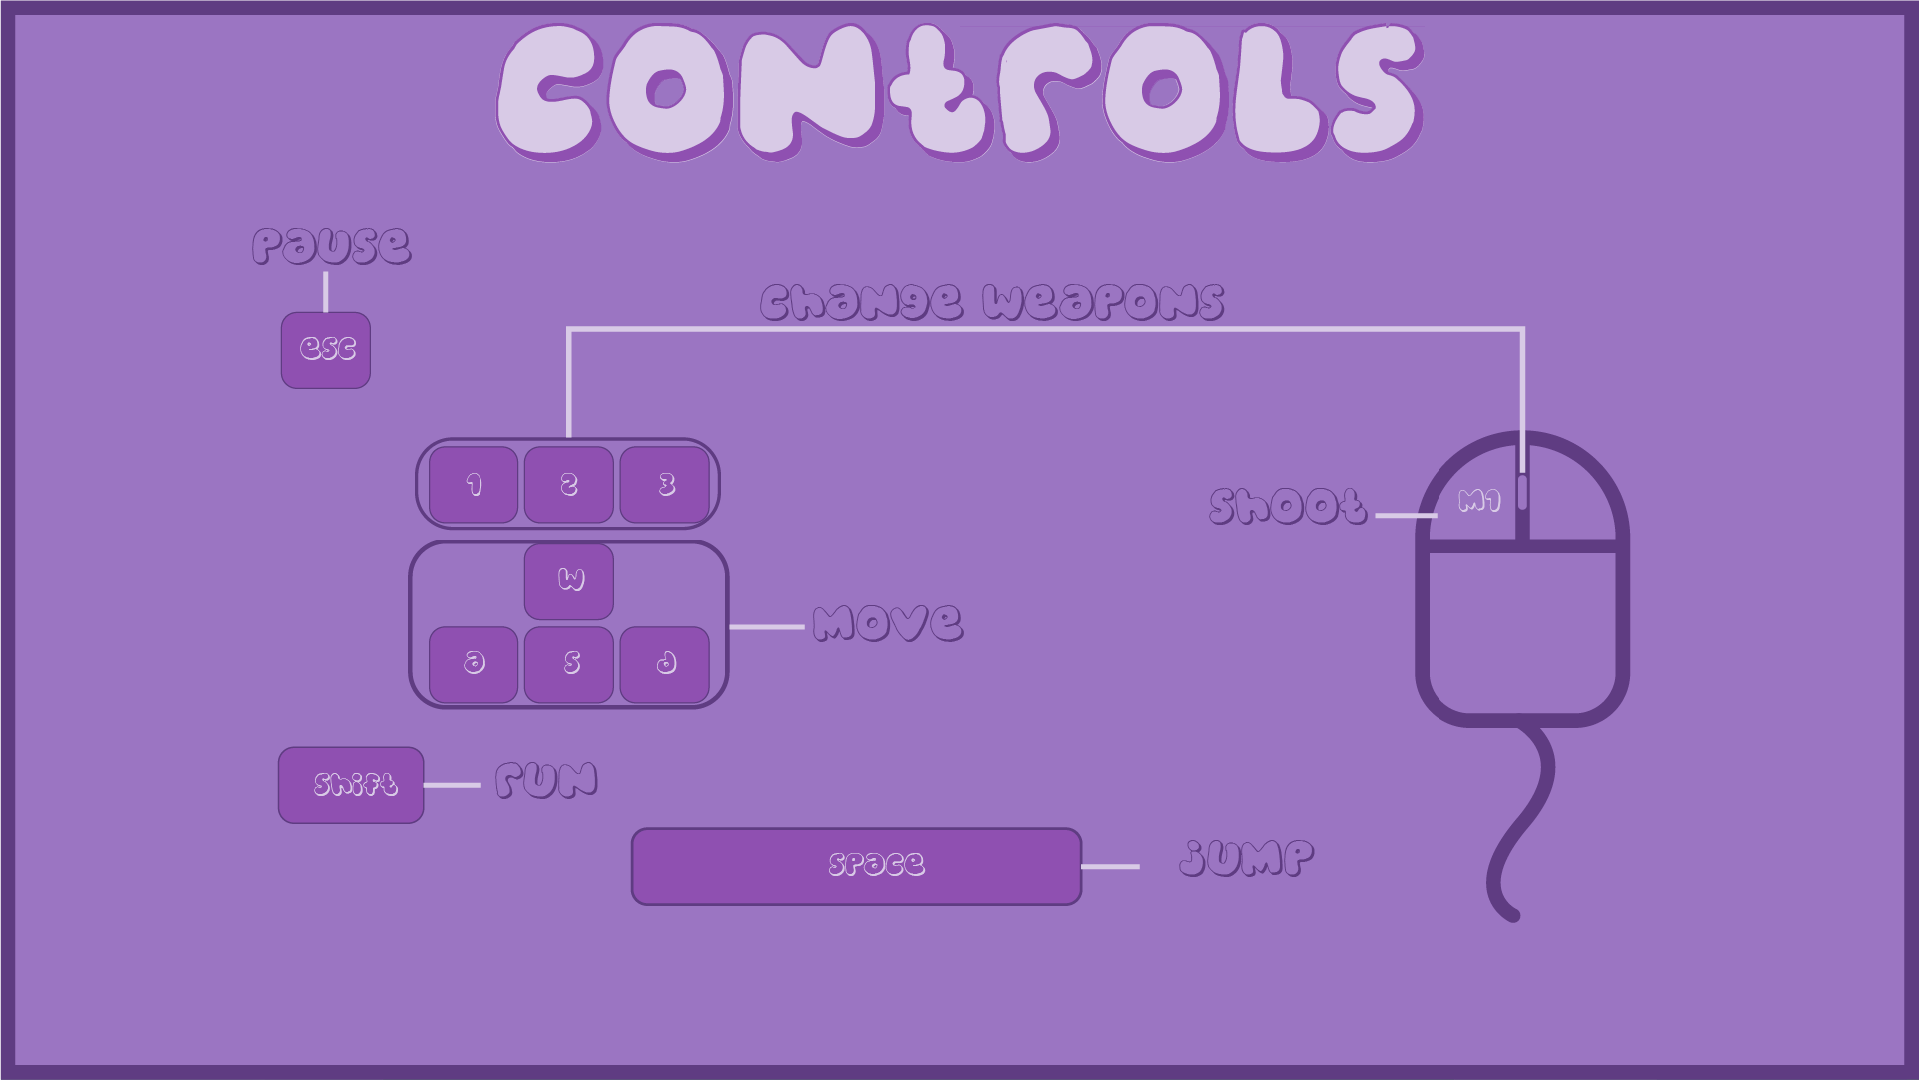 CONtrOLS
Pause
esc
Change Weapons
1 2 3
Shoot
M1
W
Move
a s d
Shift
run
Space
jump